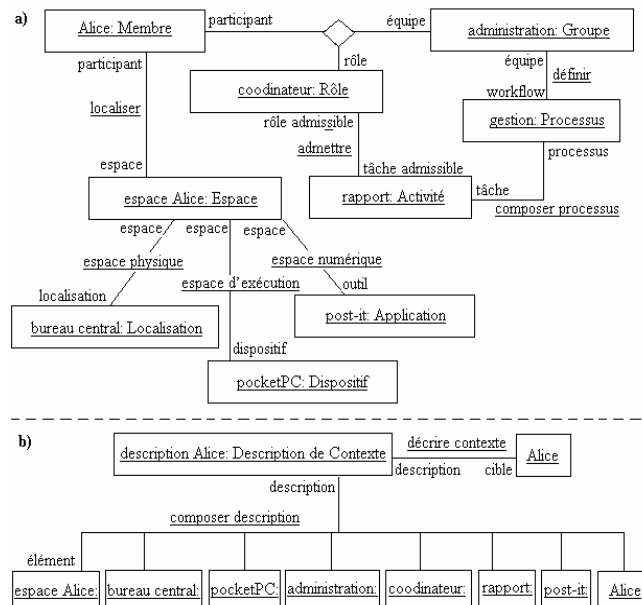 a)
Alice: Membre
participant
équipe
administration: Groupe
participant
rôle
équipe
définir
localiser
coodinateur: Rôle
workflow
rôle admissible
gestion: Processus
admettre
processus
espace
tâche admissible
espace Alice: Espace
rapport: Activité
tâche
composer processus
espace
espace
espace
espace physique
espace numérique
espace d'exécution
localisation
outil
bureau central: Localisation
post-it: Application
dispositif
pocketPC: Dispositif
b)
description Alice: Description de Contexte
décrire contexte
Alice
description
cible
description
composer description
élément
espace Alice:
bureau central:
pocketPC:
administration:
coodinateur:
rapport:
post-it:
Alice